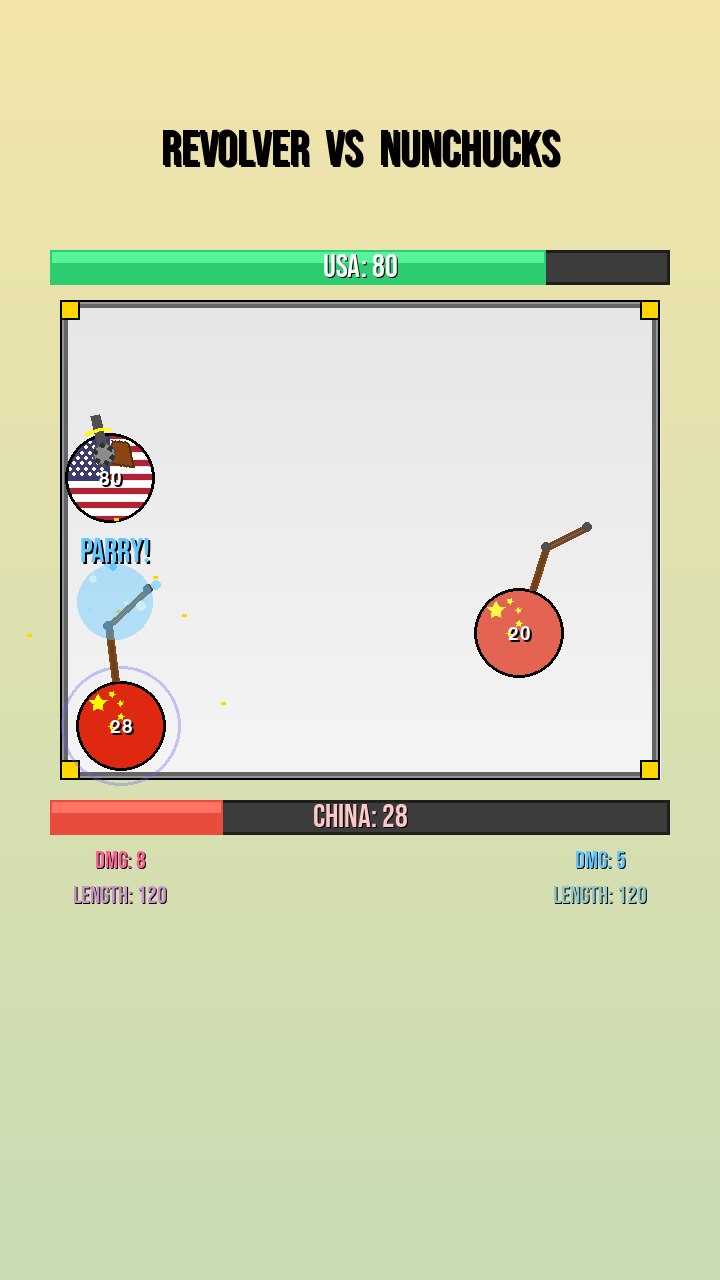 REVOLVER VS NUNCHUCKS
USA: 80
80
PARRY!
20
28
CHINA: 28
DMG: 8
DMG: 5
LENGTH: 120
LENGTH: 120